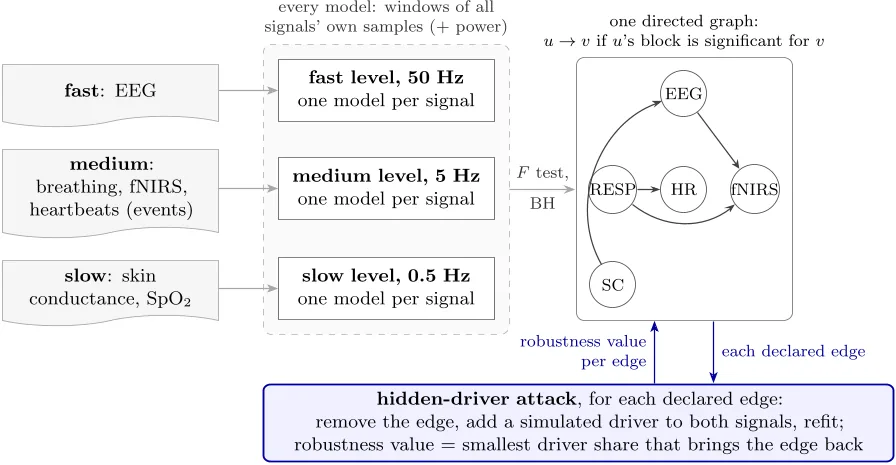 every model: windows of all
signals’ own samples (+ power)
one directed graph:
u → v if u’s block is significant for v
fast: EEG
fast level, 50 Hz
one model per signal
medium:
breathing, fNIRS,
heartbeats (events)
medium level, 5 Hz
one model per signal
slow: skin
conductance, SpO₂
slow level, 0.5 Hz
one model per signal
F test,
BH
EEG
RESP
HR
fNIRS
SC
robustness value
per edge
each declared edge
hidden-driver attack, for each declared edge:
remove the edge, add a simulated driver to both signals, refit;
robustness value = smallest driver share that brings the edge back